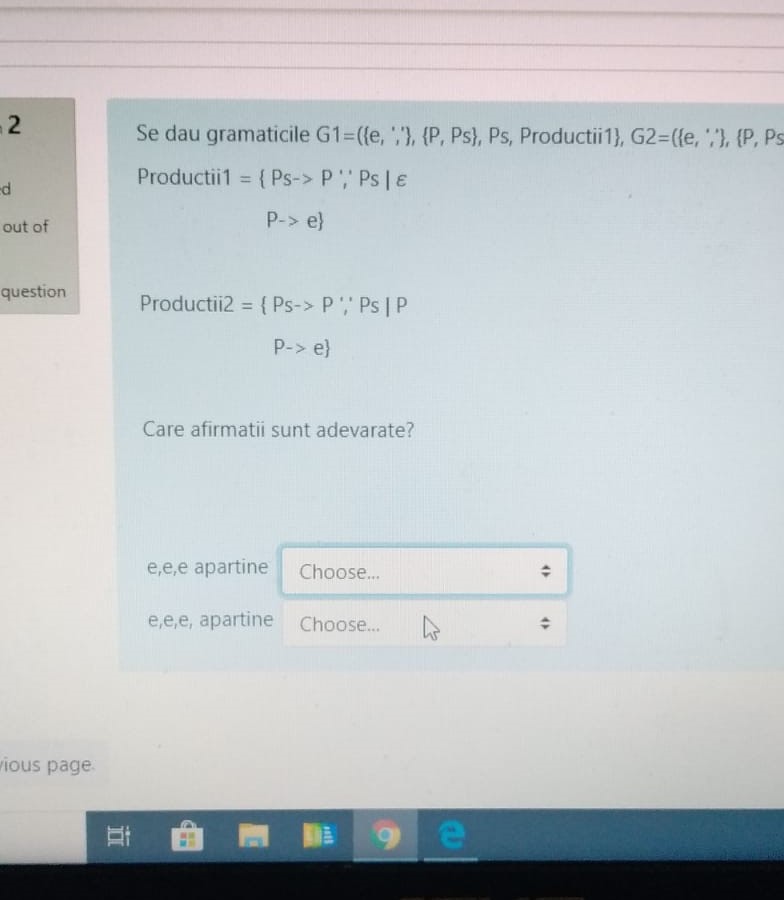 2
Se dau gramaticile G1=({e, ','}, {P, Ps}, Ps, Productii1}, G2=({e, ','}, {P, Ps
Productii1 = { Ps-> P ',' Ps | ε
d
out of
P-> e}
question
Productii2 = { Ps-> P ',' Ps | P
P-> e}
Care afirmatii sunt adevarate?
e,e,e apartine Choose...
e,e,e, apartine Choose...
vious page